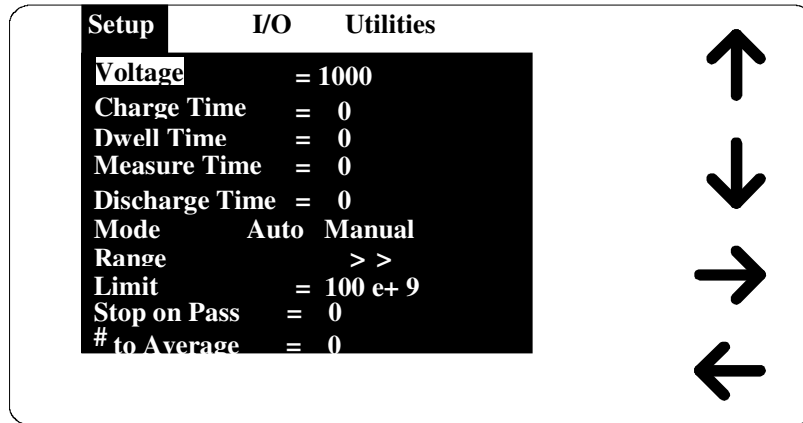 Setup I/O Utilities
Voltage = 1000
Charge Time = 0
Dwell Time = 0
Measure Time = 0
Discharge Time = 0
Mode Auto Manual
Range > >
Limit = 100 e+ 9
Stop on Pass = 0
# to Average = 0